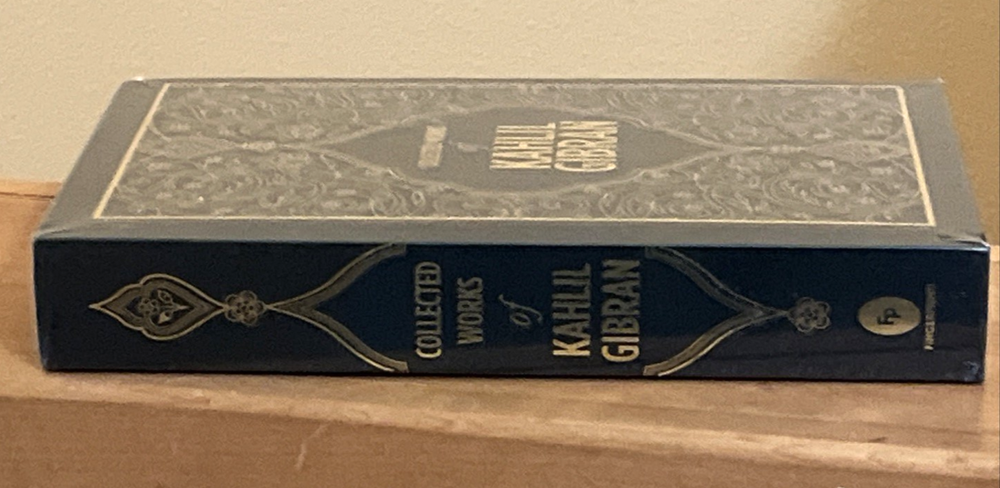 KAHLIL
GIBRAN
COLLECTED
WORKS
of
KAHLIL
GIBRAN
FP